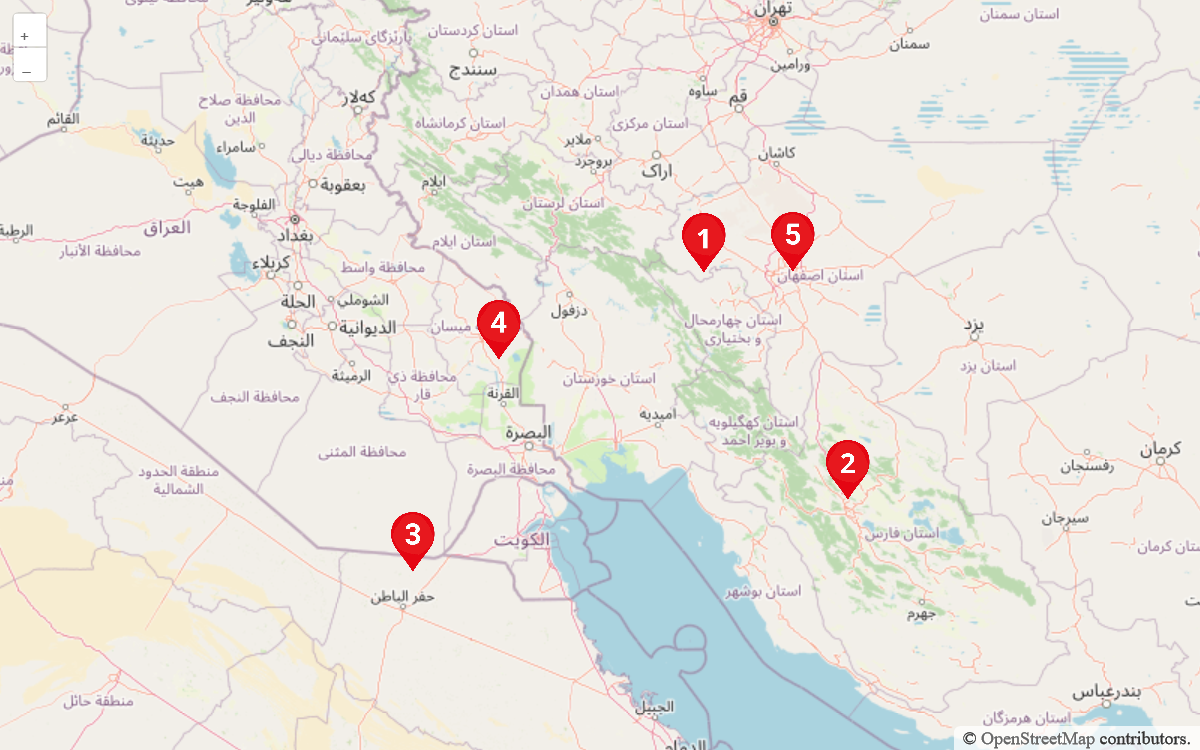 +
–
تهران
استان سمنان
سمنان
ورامین
استان کردستان
سنندج
پارێزگای سلێمانی
استان همدان
ساوه
قم
کەلار
محافظة صلاح
الدين
القائم
حديثة
سامراء
استان کرمانشاه
استان مرکزی
ملایر
بروجرد
اراک
کاشان
محافظة ديالى
بعقوبة
هيت
الفلوجة
ایلام
استان لرستان
العراق
بغداد
محافظة الأنبار
كربلاء
استان ایلام
محافظة واسط
1
5
استان اصفهان
الحلة
الشوملي
الديوانية
النجف
ميسان
4
دزفول
استان چهارمحال
و بختیاری
یزد
استان یزد
الرميثة
محافظة ذي
قار
محافظة النجف
القرنة
استان خوزستان
عرعر
امیدیه
استان کهگیلویه
و بویر احمد
البصرة
محافظة المثنى
محافظة البصرة
منطقة الحدود
الشمالية
2
کرمان
رفسنجان
سیرجان
استان فارس
استان کرمان
3
الكويت
حفر الباطن
استان بوشهر
جهرم
منطقة حائل
الجبيل
الدمام
بندرعباس
استان هرمزگان
© OpenStreetMap contributors.